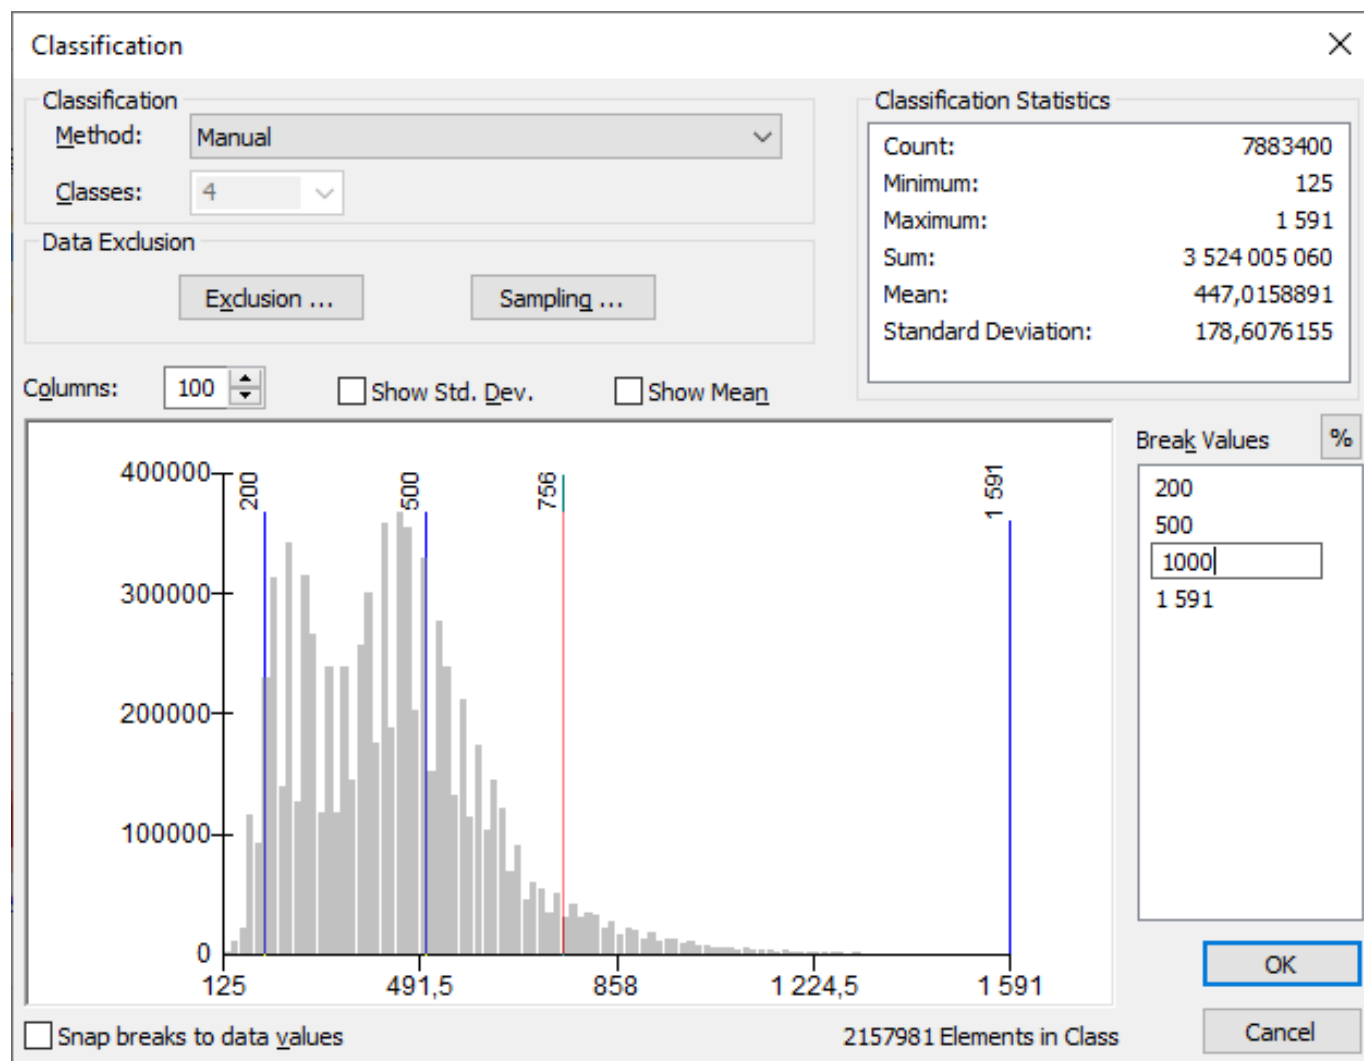 Classification
Classification
Method: Manual
Classes: 4
Data Exclusion
Exclusion ...
Sampling ...
Classification Statistics
Count: 7883400
Minimum: 125
Maximum: 1 591
Sum: 3 524 005 060
Mean: 447,0158891
Standard Deviation: 178,6076155
Columns: 100 Show Std. Dev. Show Mean
Break Values %
200
500
1000
1 591
400000
300000
200000
100000
0
200
500
756
1 591
125 491,5 858 1 224,5 1 591
OK
Snap breaks to data values
2157981 Elements in Class
Cancel